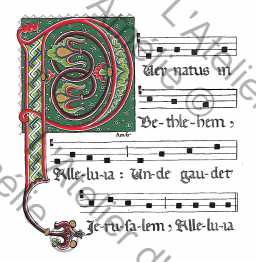 Puer natus in
Be-thle-hem,
Alle-lu-ia: Un-de gau-det
Je-ru-sa-lem, Alle-lu-ia
L'Atelier